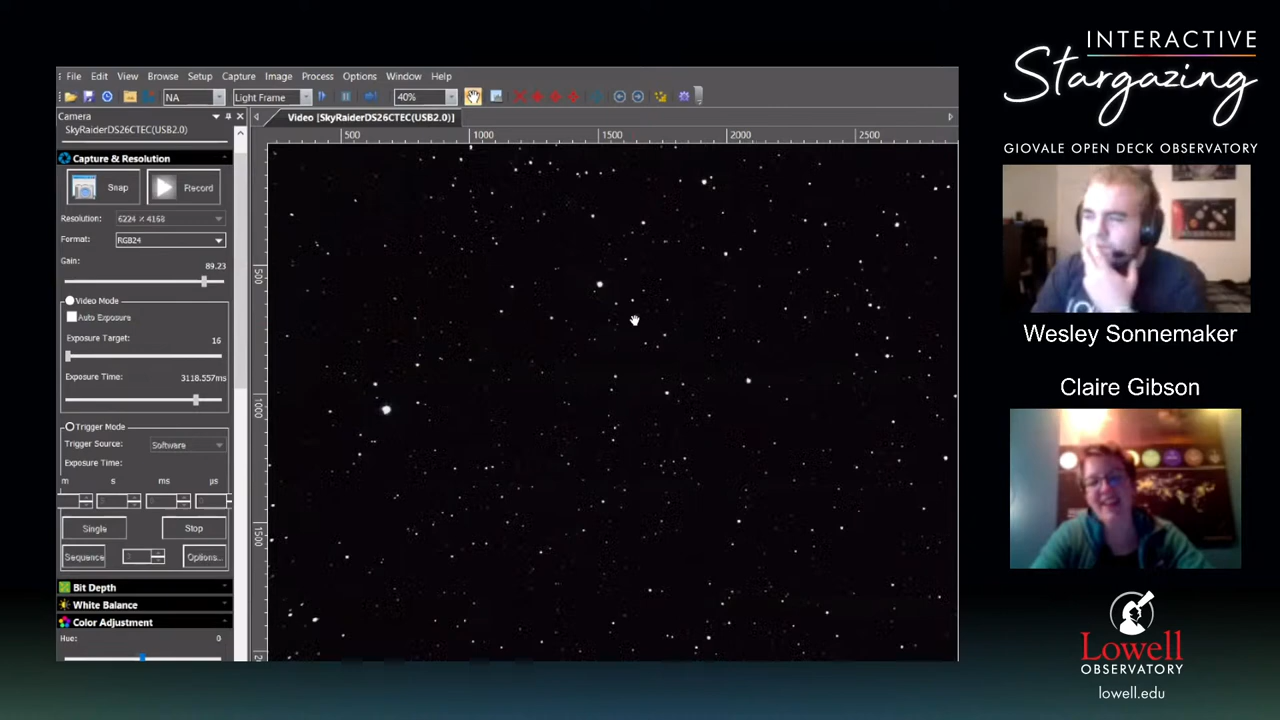 File Edit View Browse Setup Capture Image Process Options Window Help
NA
Light Frame
40%
Camera
SkyRaiderDS26CTEC(USB2.0)
Capture & Resolution
Snap
Record
Resolution: 6224 × 4168
Format: RGB24
Gain: 89.23
Video Mode
Auto Exposure
Exposure Target: 16
Exposure Time: 3118.557ms
Trigger Mode
Trigger Source: Software
Exposure Time:
m s ms µs
Single Stop
Sequence Options...
Bit Depth
White Balance
Color Adjustment
Hue: 0
Video [SkyRaiderDS26CTEC(USB2.0)]
500 1000 1500 2000 2500
500
1000
1500
INTERACTIVE
Stargazing
GIOVALE OPEN DECK OBSERVATORY
Wesley Sonnemaker
Claire Gibson
Lowell
OBSERVATORY
lowell.edu